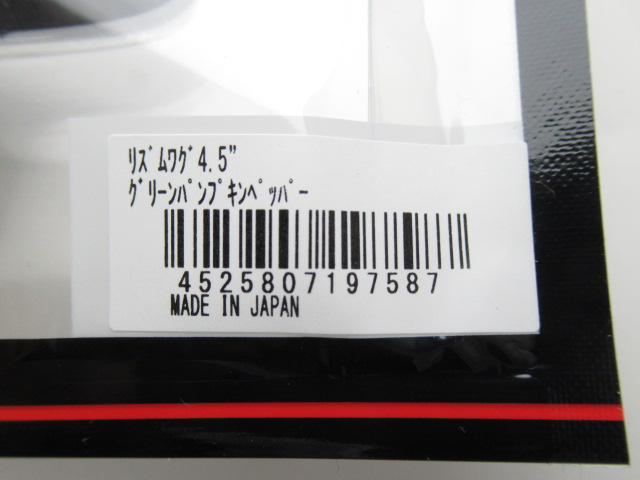 ﾘｽﾞﾑﾜｸﾞ4.5"
ｸﾞﾘｰﾝﾊﾟﾝﾌﾟｷﾝﾍﾟｯﾊﾟｰ
4525807197587
MADE IN JAPAN